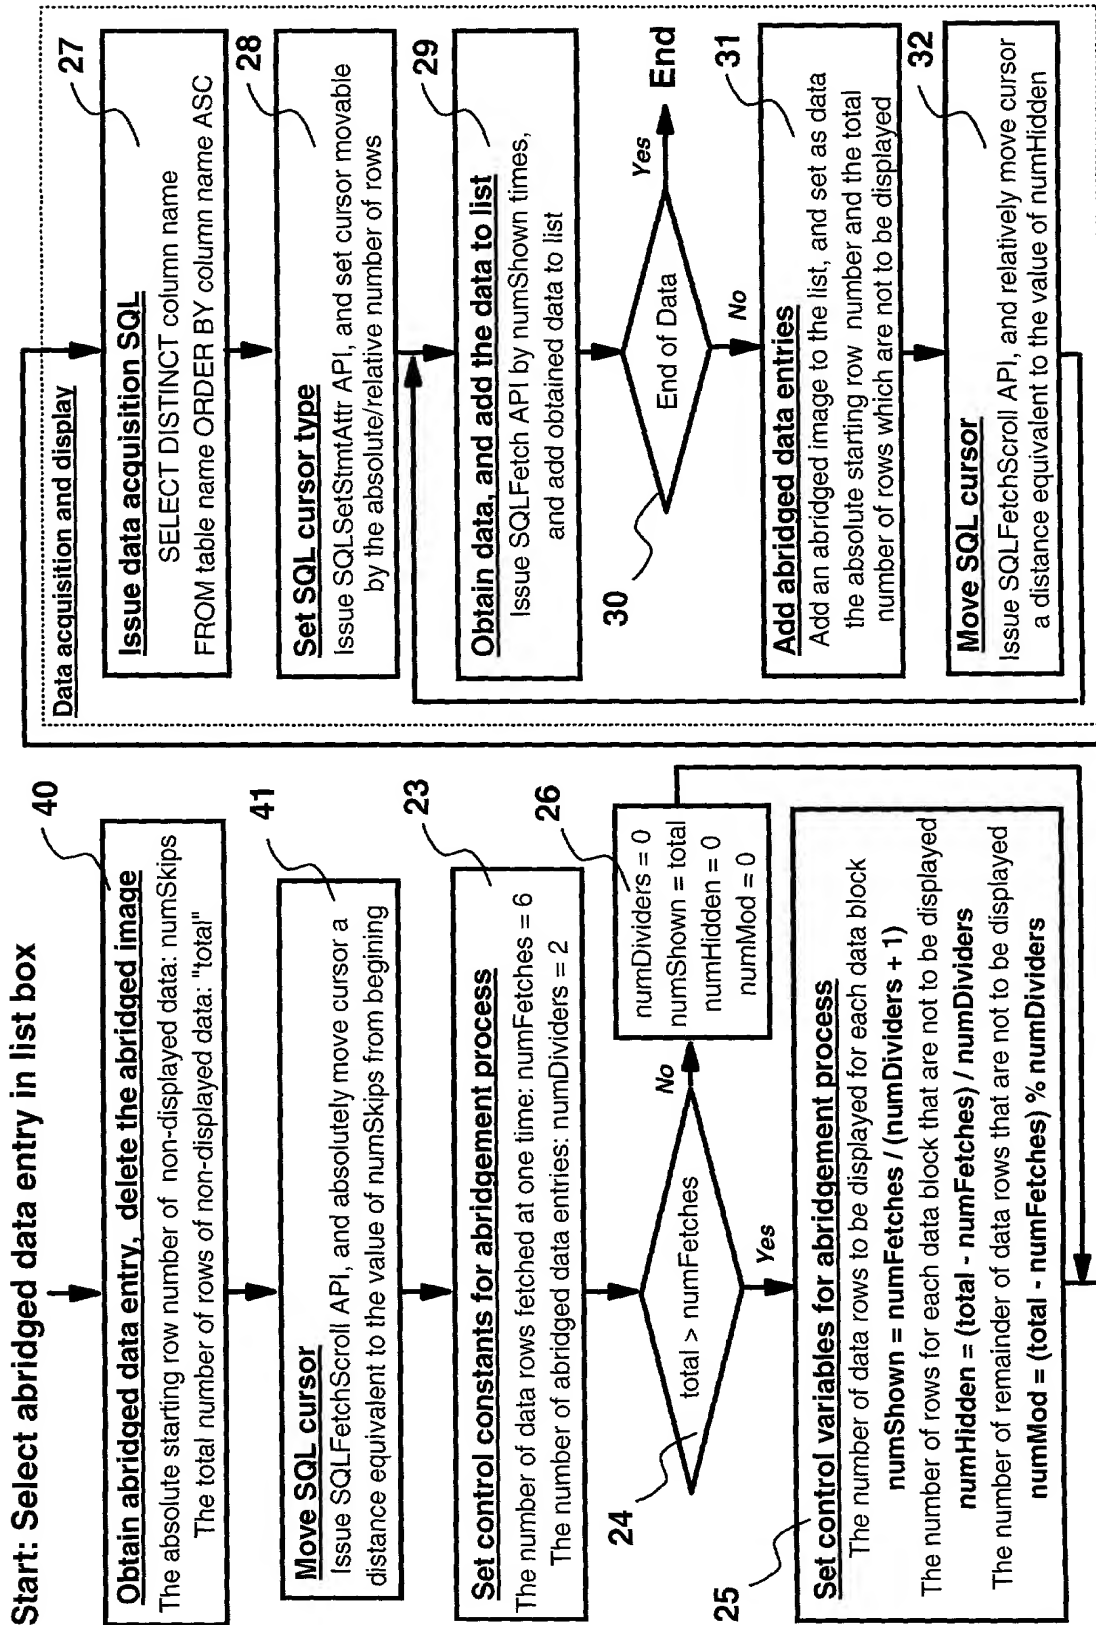 Start: Select abridged data entry in list box
40
Obtain abridged data entry, delete the abridged image
The absolute starting row number of non-displayed data: numSkips
The total number of rows of non-displayed data: "total"
41
Move SQL cursor
Issue SQLFetchScroll API, and absolutely move cursor a
distance equivalent to the value of numSkips from begining
23
Set control constants for abridgement process
The number of data rows fetched at one time: numFetches = 6
The number of abridged data entries: numDividers = 2
24
total > numFetches
No
Yes
26
numDividers = 0
numShown = total
numHidden = 0
numMod = 0
25
Set control variables for abridgement process
The number of data rows to be displayed for each data block
numShown = numFetches / (numDividers + 1)
The number of rows for each data block that are not to be displayed
numHidden = (total - numFetches) / numDividers
The number of remainder of data rows that are not to be displayed
numMod = (total - numFetches) % numDividers
Data acquisition and display
27
Issue data acquisition SQL
SELECT DISTINCT column name
FROM table name ORDER BY column name ASC
28
Set SQL cursor type
Issue SQLSetStmtAttr API, and set cursor movable
by the absolute/relative number of rows
29
Obtain data, and add the data to list
Issue SQLFetch API by numShown times,
and add obtained data to list
30
End of Data
Yes
End
No
31
Add abridged data entries
Add an abridged image to the list, and set as data
the absolute starting row number and the total
number of rows which are not to be displayed
32
Move SQL cursor
Issue SQLFetchScroll API, and relatively move cursor
a distance equivalent to the value of numHidden